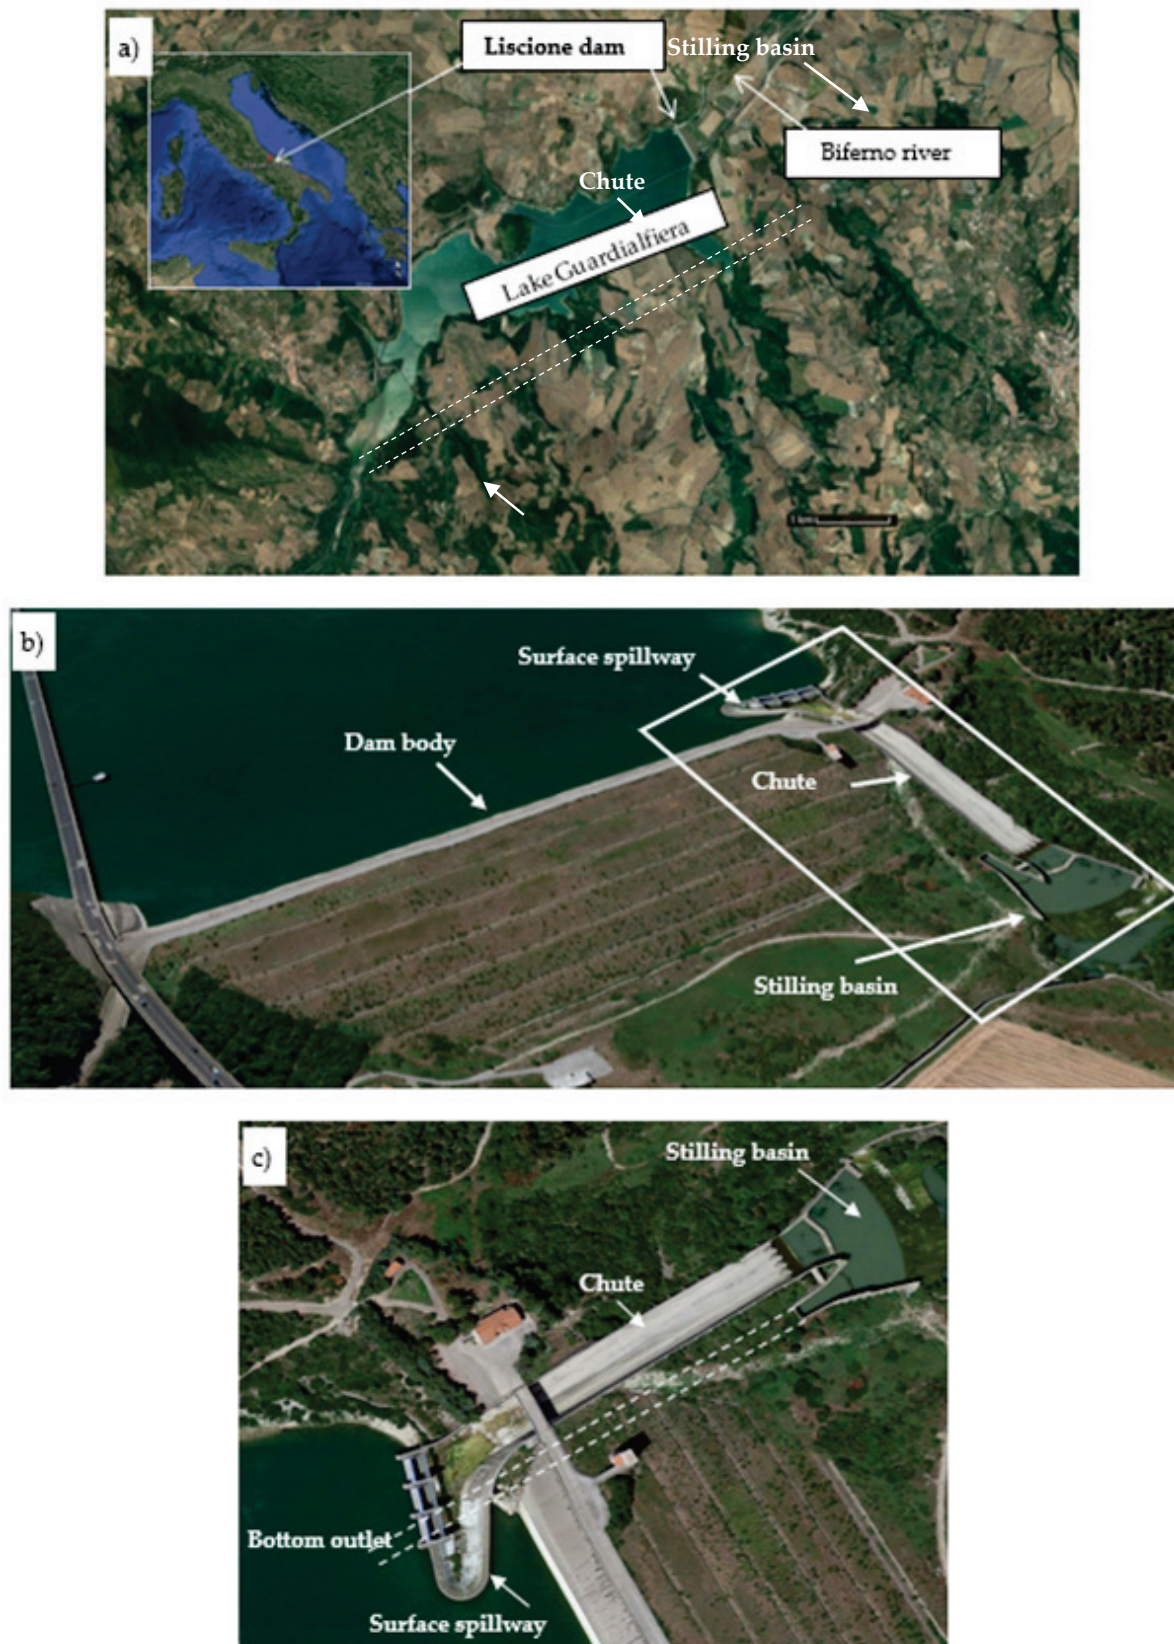 a)
Liscione dam
Stilling basin
Biferno river
Chute
Lake Guardialfiera
b)
Surface spillway
Dam body
Chute
Stilling basin
c)
Stilling basin
Chute
Bottom outlet
Surface spillway